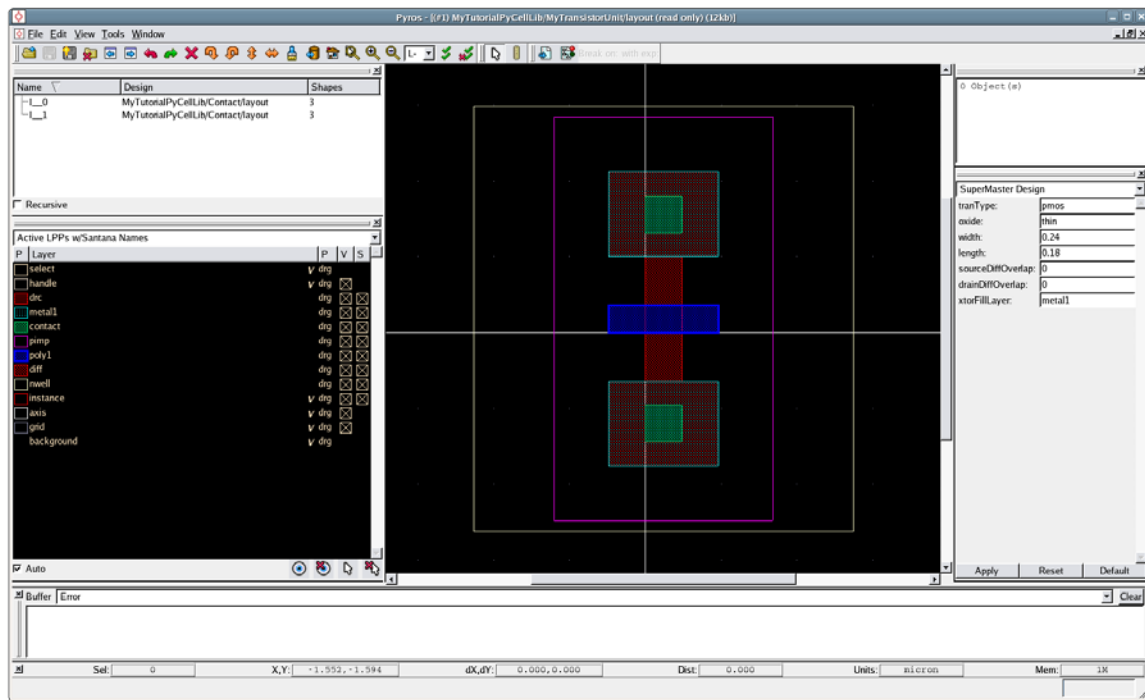 Pyros - [(#1) MyTutorialPyCellLib/MyTransistorUnit/layout (read only) (12kb)]
File Edit View Tools Window
L- Break on: with exp
Name Design Shapes
I__0 MyTutorialPyCellLib/Contact/layout 3
I__1 MyTutorialPyCellLib/Contact/layout 3
Recursive
Active LPPs w/Santana Names
P Layer P V S
select v drg
handle v drg
drc drg
metal1 drg
contact drg
pimp drg
poly1 drg
diff drg
nwell drg
instance v drg
axis v drg
grid v drg
background v drg
Auto
0 Object(s)
SuperMaster Design
tranType: pmos
oxide: thin
width: 0.24
length: 0.18
sourceDiffOverlap: 0
drainDiffOverlap: 0
xtorFillLayer: metal1
Apply Reset Default
Buffer Error Clear
Sel: 0 X,Y: -1.552,-1.594 dX,dY: 0.000,0.000 Dist: 0.000 Units: micron Mem: 1M